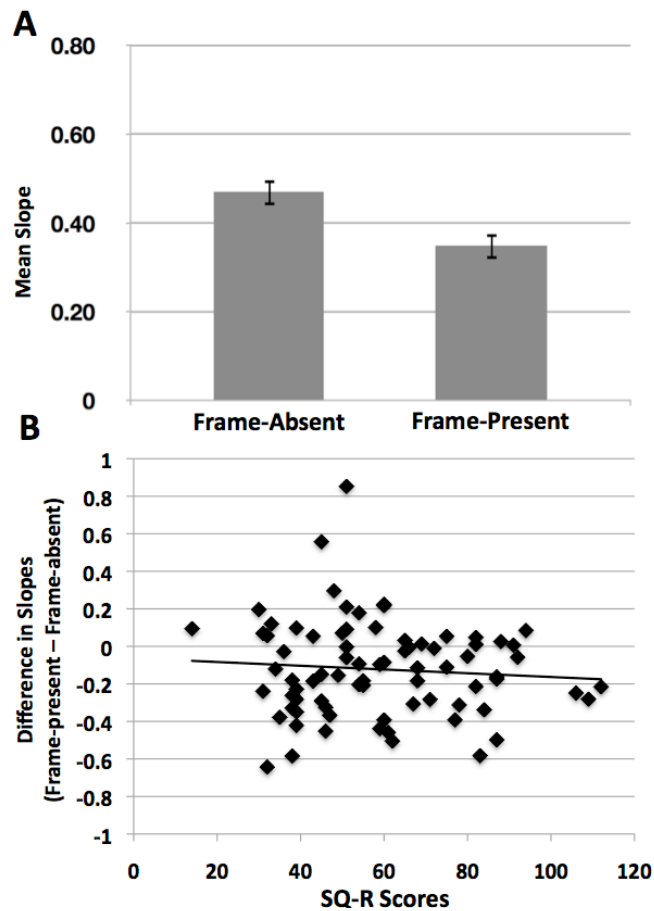 A
0.80
0.60
0.40
0.20
0
Mean Slope
Frame-Absent
Frame-Present
B
1
0.8
0.6
0.4
0.2
0
-0.2
-0.4
-0.6
-0.8
-1
Difference in Slopes
(Frame-present – Frame-absent)
0 20 40 60 80 100 120
SQ-R Scores